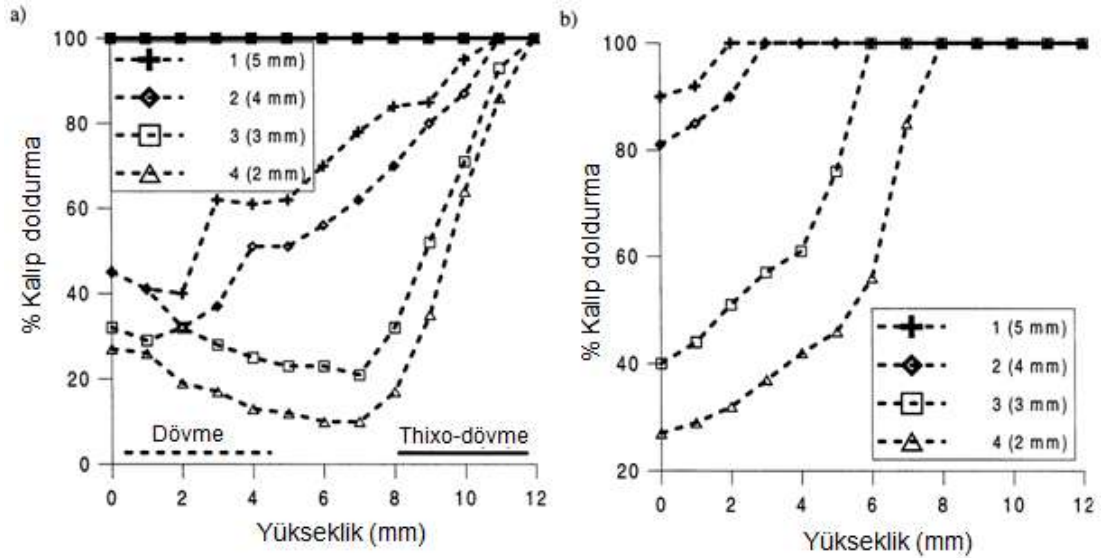 a)
100
80
60
40
20
0
% Kalıp doldurma
1 (5 mm)
2 (4 mm)
3 (3 mm)
4 (2 mm)
Dövme
Thixo-dövme
0 2 4 6 8 10 12
Yükseklik (mm)
b)
100
80
60
40
20
% Kalıp doldurma
1 (5 mm)
2 (4 mm)
3 (3 mm)
4 (2 mm)
0 2 4 6 8 10 12
Yükseklik (mm)